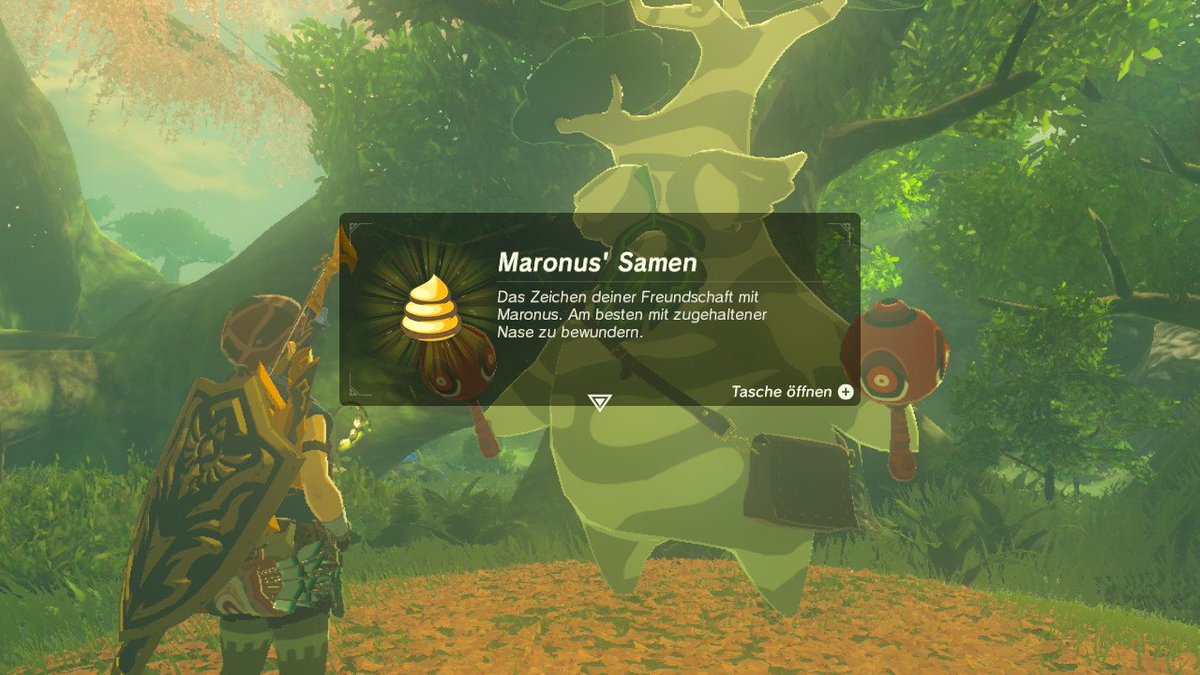 Maronus' Samen
Das Zeichen deiner Freundschaft mit
Maronus. Am besten mit zugehaltener
Nase zu bewundern.
Tasche öffnen +